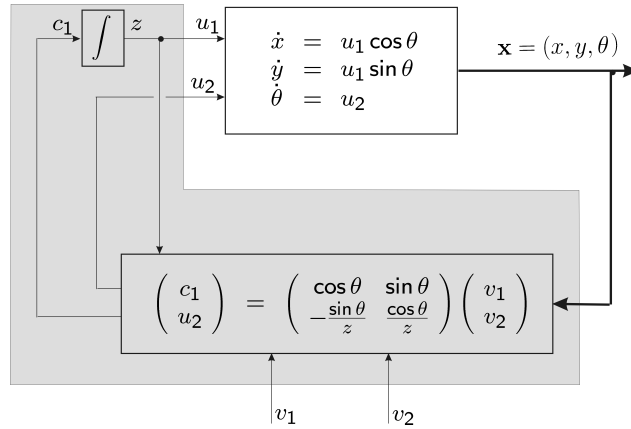 c₁ ∫ z u₁
u₂
ẋ = u₁ cos θ
ẏ = u₁ sin θ
θ̇ = u₂
𝐱 = (x, y, θ)
( c₁ ) = ( cos θ sin θ ) ( v₁ )
( u₂ ) ( −sin θ/z cos θ/z ) ( v₂ )
v₁ v₂